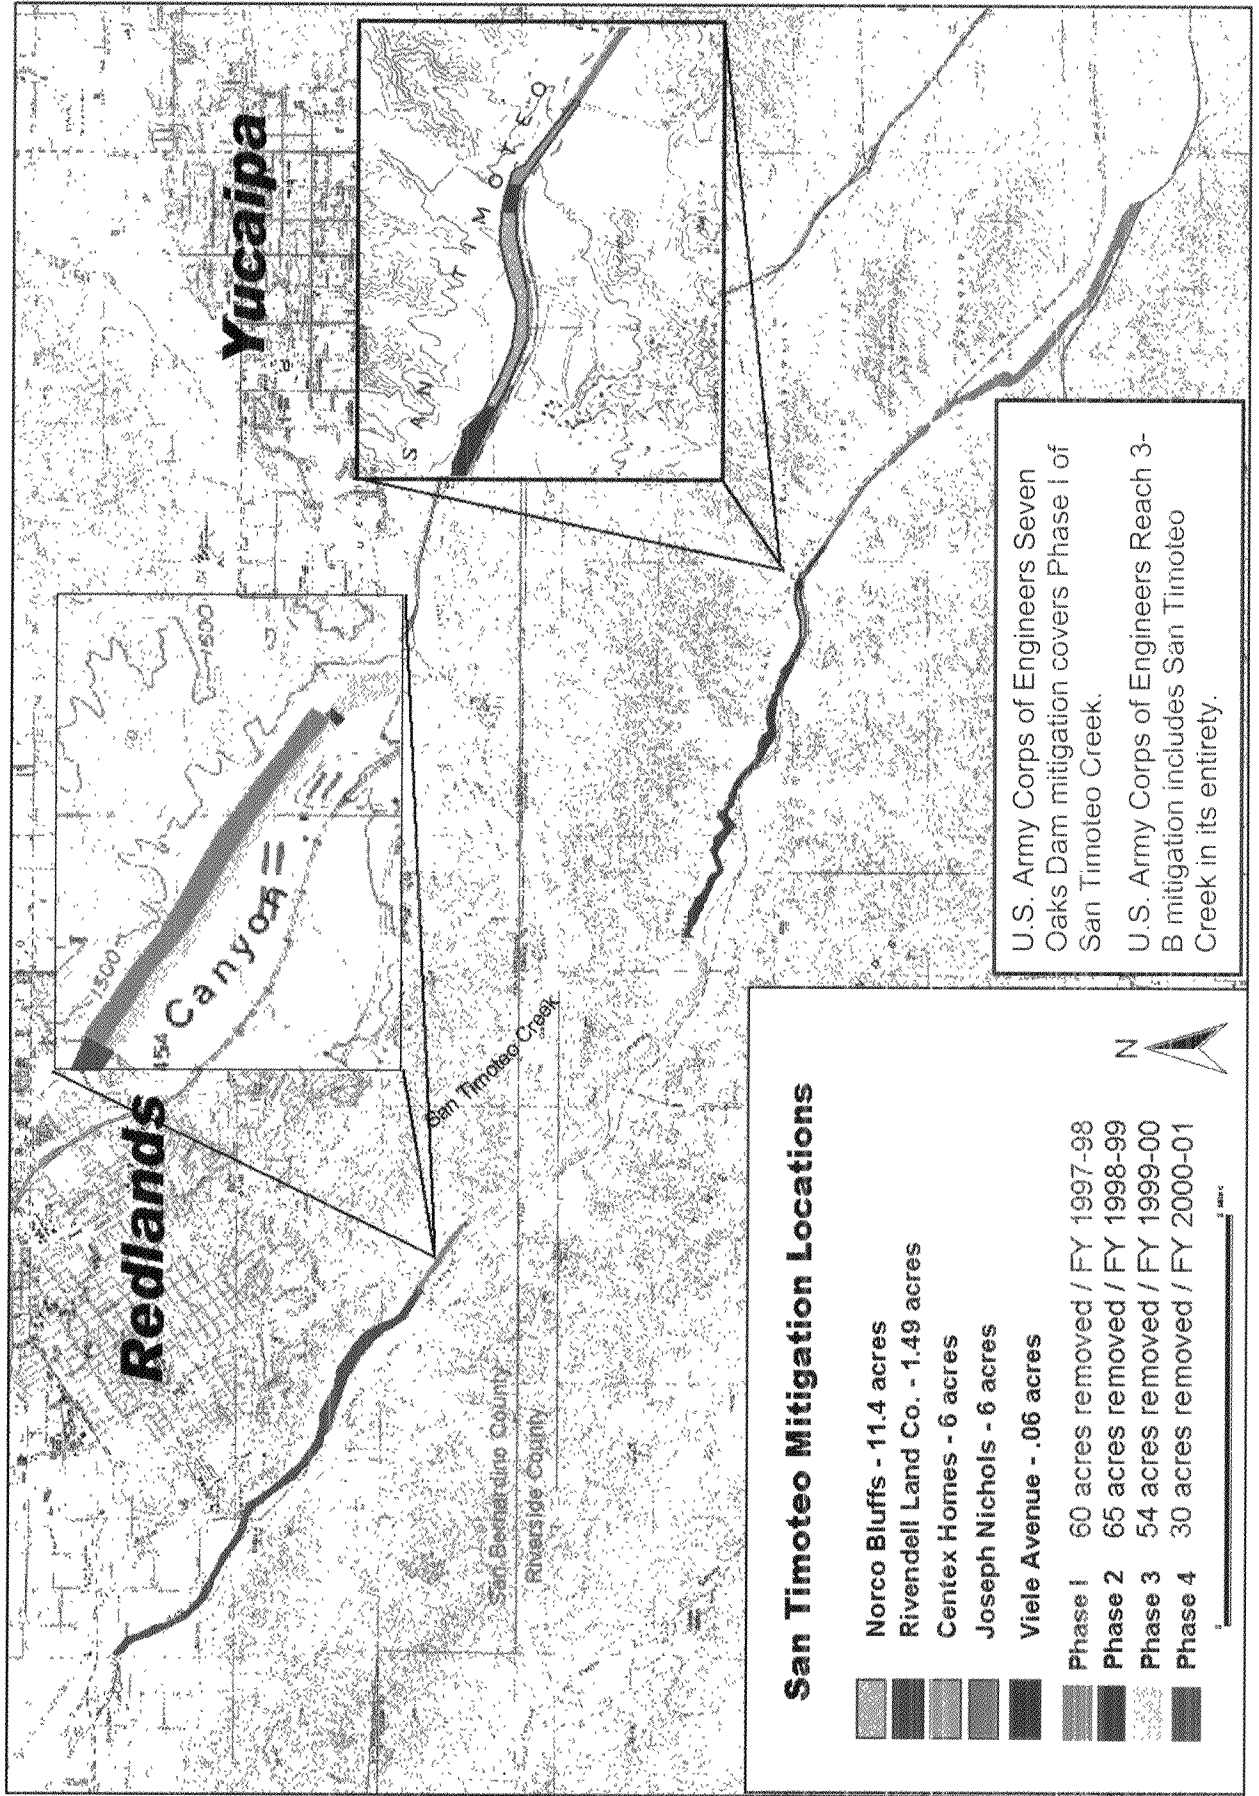 Yucaipa
SAN TIMOTEO
1500
1500
Canyon
454
Redlands
San Timoteo Creek
San Bernardino County
Riverside County
U.S. Army Corps of Engineers Seven
Oaks Dam mitigation covers Phase I of
San Timoteo Creek.
U.S. Army Corps of Engineers Reach 3-
B mitigation includes San Timoteo
Creek in its entirety.
San Timoteo Mitigation Locations
Norco Bluffs - 11.4 acres
Rivendell Land Co. - 1.49 acres
Centex Homes - 6 acres
Joseph Nichols - 6 acres
Viele Avenue - .06 acres
Phase I 60 acres removed / FY 1997-98
Phase 2 65 acres removed / FY 1998-99
Phase 3 54 acres removed / FY 1999-00
Phase 4 30 acres removed / FY 2000-01
N